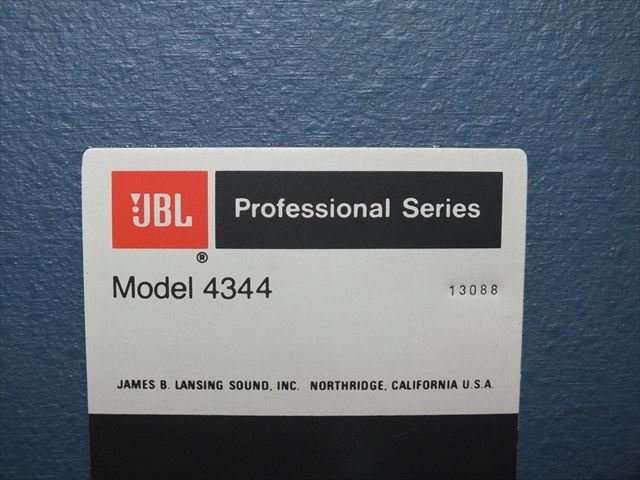 JBL Professional Series
®
Model 4344 13088
JAMES B. LANSING SOUND, INC. NORTHRIDGE, CALIFORNIA U.S.A.